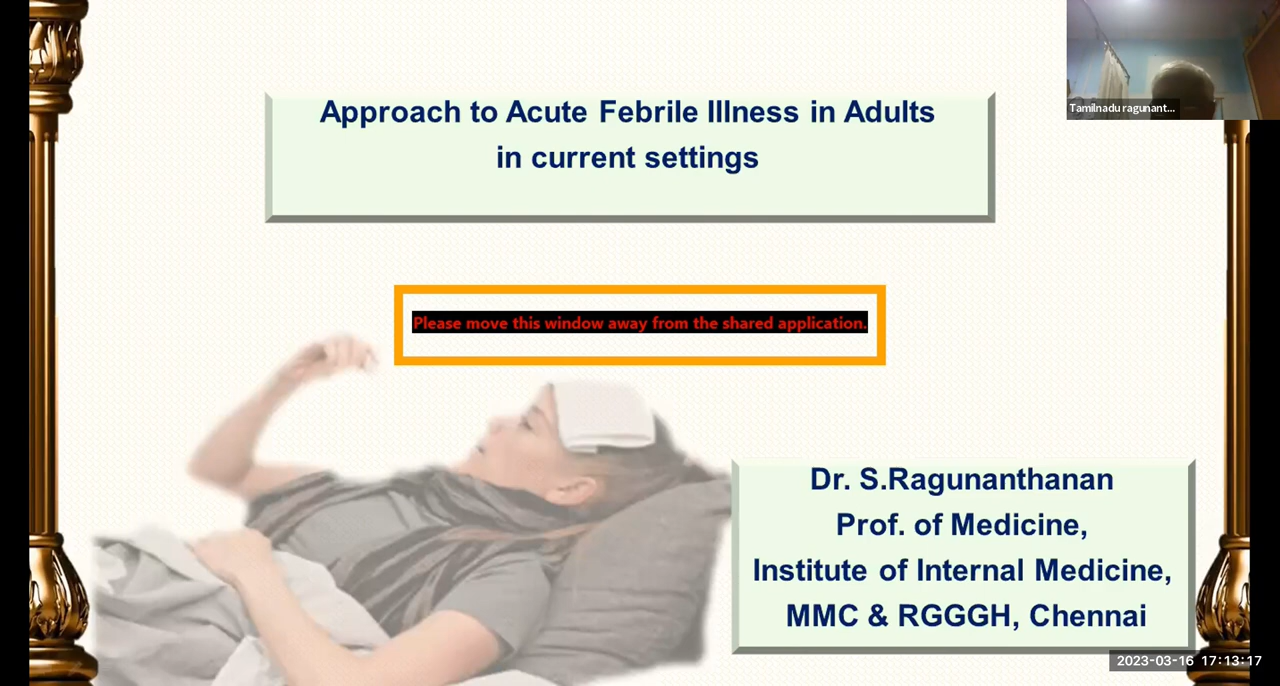 Tamilnadu ragunant...
Approach to Acute Febrile Illness in Adults
in current settings
Please move this window away from the shared application.
Dr. S.Ragunanthanan
Prof. of Medicine,
Institute of Internal Medicine,
MMC & RGGGH, Chennai
2023-03-16 17:13:17